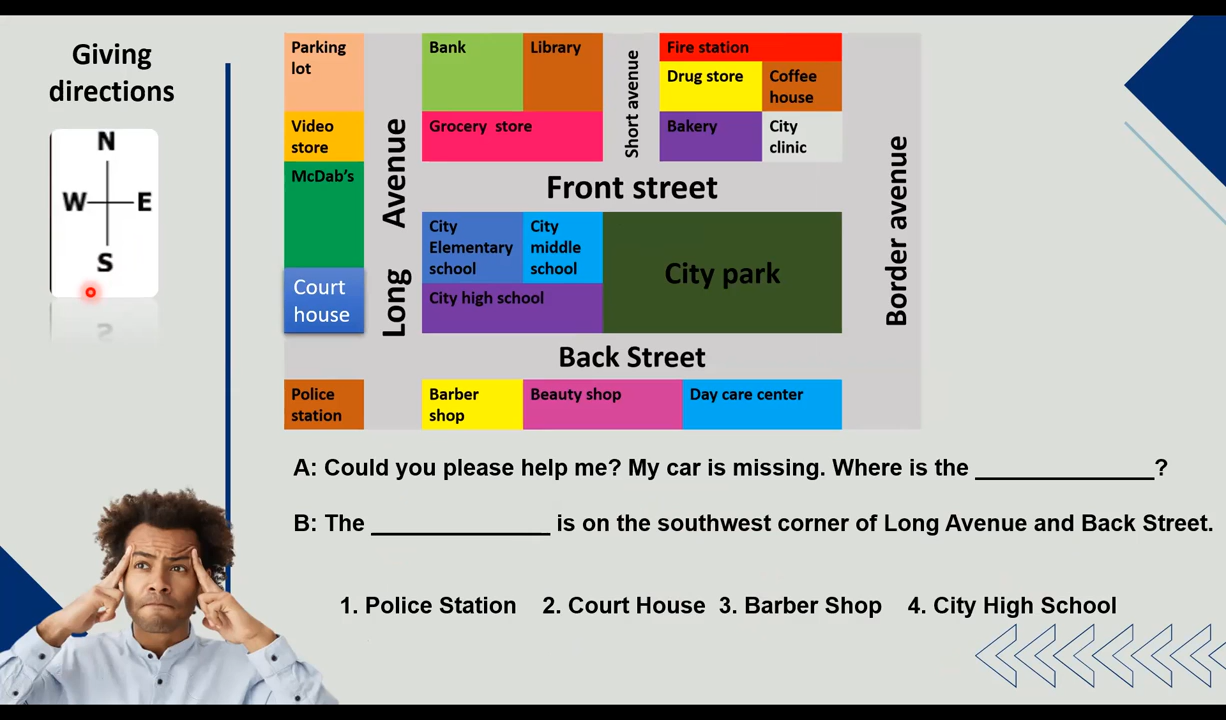 Giving
directions
N
W
E
S
Parking
lot
Bank
Library
Short avenue
Fire station
Drug store
Coffee
house
Video
store
Long Avenue
Grocery store
Bakery
City
clinic
McDab's
Front street
Border avenue
City
Elementary
school
City
middle
school
City park
Court
house
City high school
Back Street
Police
station
Barber
shop
Beauty shop
Day care center
A: Could you please help me? My car is missing. Where is the ______________?
B: The ______________ is on the southwest corner of Long Avenue and Back Street.
1. Police Station 2. Court House 3. Barber Shop 4. City High School